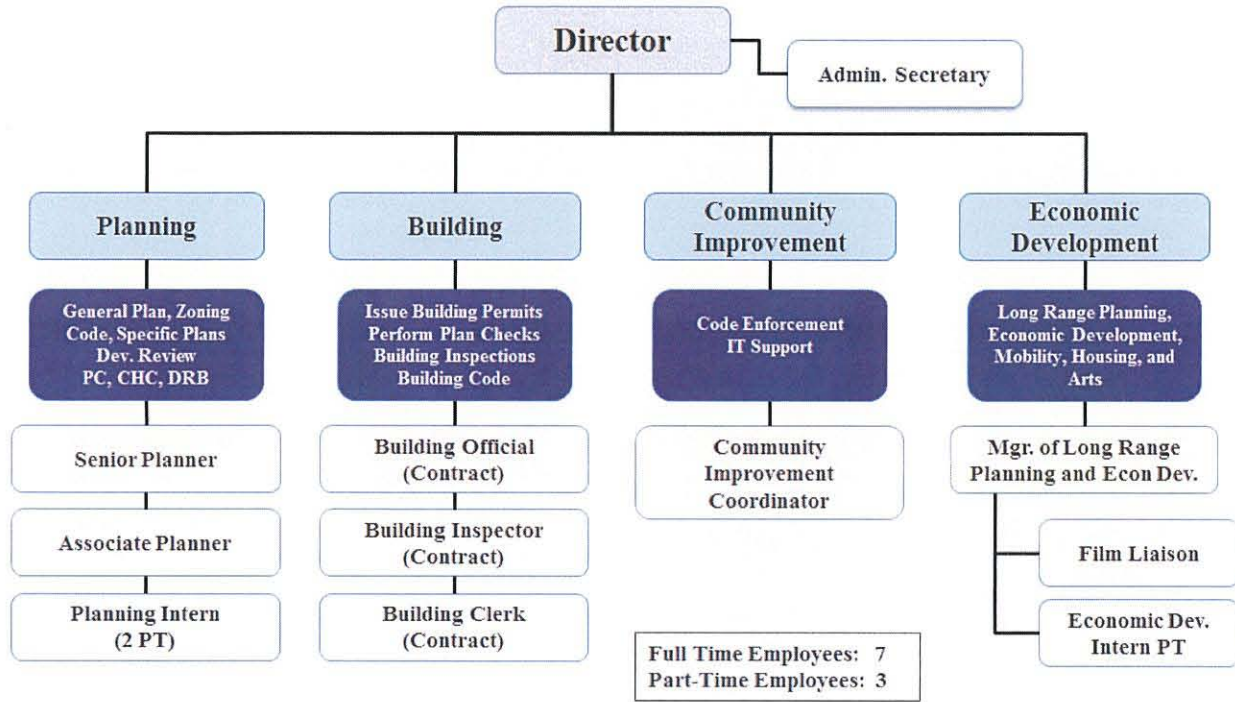 Director
Admin. Secretary
Planning
General Plan, Zoning
Code, Specific Plans
Dev. Review
PC, CHC, DRB
Senior Planner
Associate Planner
Planning Intern
(2 PT)
Building
Issue Building Permits
Perform Plan Checks
Building Inspections
Building Code
Building Official
(Contract)
Building Inspector
(Contract)
Building Clerk
(Contract)
Community
Improvement
Code Enforcement
IT Support
Community
Improvement
Coordinator
Economic
Development
Long Range Planning,
Economic Development,
Mobility, Housing, and
Arts
Mgr. of Long Range
Planning and Econ Dev.
Film Liaison
Economic Dev.
Intern PT
Full Time Employees: 7
Part-Time Employees: 3